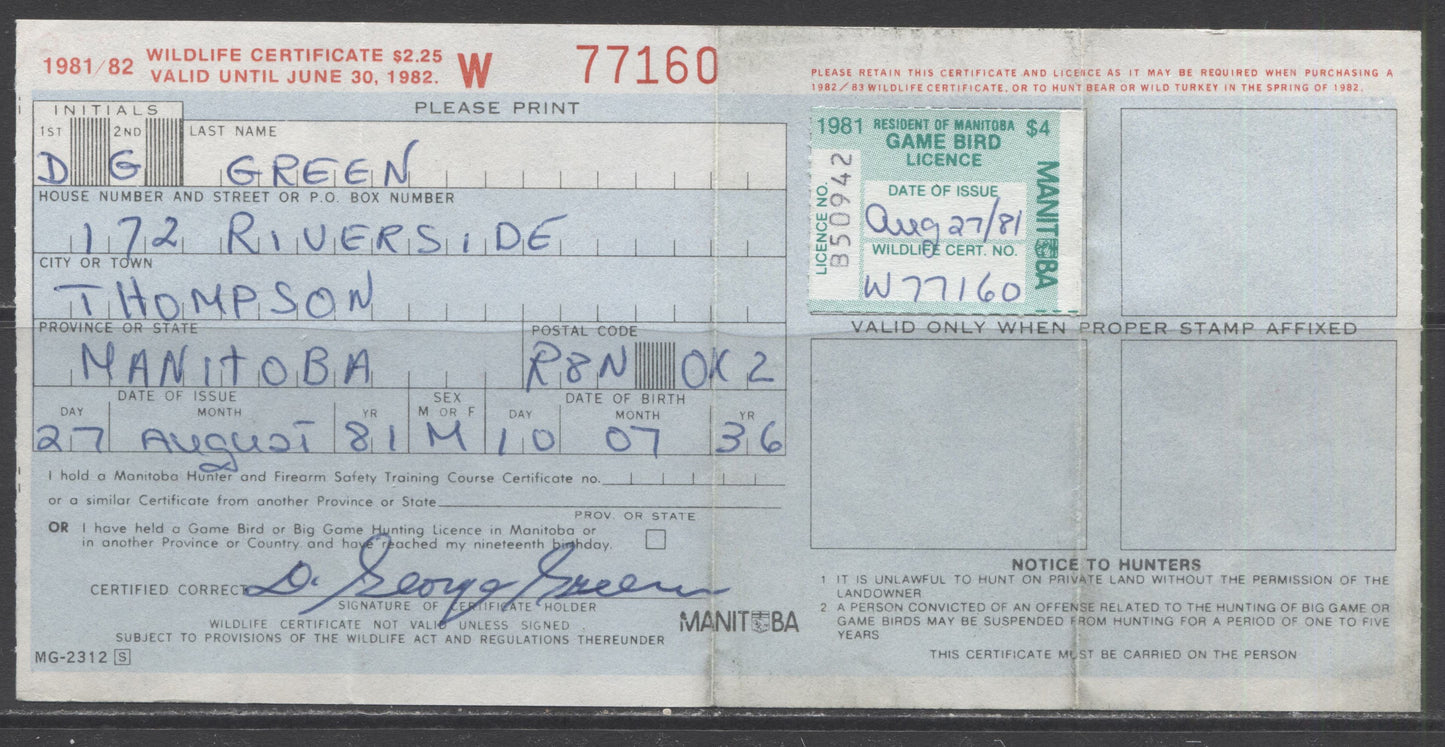 1981/82 WILDLIFE CERTIFICATE $2.25
VALID UNTIL JUNE 30, 1982.
W 77160
INITIALS
PLEASE PRINT
1ST 2ND LAST NAME
D G GREEN
HOUSE NUMBER AND STREET OR P.O. BOX NUMBER
172 RIVERSIDE
CITY OR TOWN
THOMPSON
PROVINCE OR STATE POSTAL CODE
MANITOBA R8N 0K2
DATE OF ISSUE SEX DATE OF BIRTH
DAY MONTH YR M OR F DAY MONTH YR
27 AUGUST 81 M 10 07 36
I hold a Manitoba Hunter and Firearm Safety Training Course Certificate no.
or a similar Certificate from another Province or State
PROV. OR STATE
OR I have held a Game Bird or Big Game Hunting Licence in Manitoba or
in another Province or Country and have reached my nineteenth birthday.
CERTIFIED CORRECT D. George Green
SIGNATURE OF CERTIFICATE HOLDER
WILDLIFE CERTIFICATE NOT VALID UNLESS SIGNED.
SUBJECT TO PROVISIONS OF THE WILDLIFE ACT AND REGULATIONS THEREUNDER
MANITOBA
MG-2312 S
PLEASE RETAIN THIS CERTIFICATE AND LICENCE AS IT MAY BE REQUIRED WHEN PURCHASING A
1982/83 WILDLIFE CERTIFICATE, OR TO HUNT BEAR OR WILD TURKEY IN THE SPRING OF 1982.
1981 RESIDENT OF MANITOBA $4
GAME BIRD
LICENCE
LICENCE NO.
B50942
DATE OF ISSUE
Aug 27/81
WILDLIFE CERT. NO.
W77160
MANITOBA
VALID ONLY WHEN PROPER STAMP AFFIXED
NOTICE TO HUNTERS
1 IT IS UNLAWFUL TO HUNT ON PRIVATE LAND WITHOUT THE PERMISSION OF THE
LANDOWNER
2 A PERSON CONVICTED OF AN OFFENSE RELATED TO THE HUNTING OF BIG GAME OR
GAME BIRDS MAY BE SUSPENDED FROM HUNTING FOR A PERIOD OF ONE TO FIVE
YEARS
THIS CERTIFICATE MUST BE CARRIED ON THE PERSON